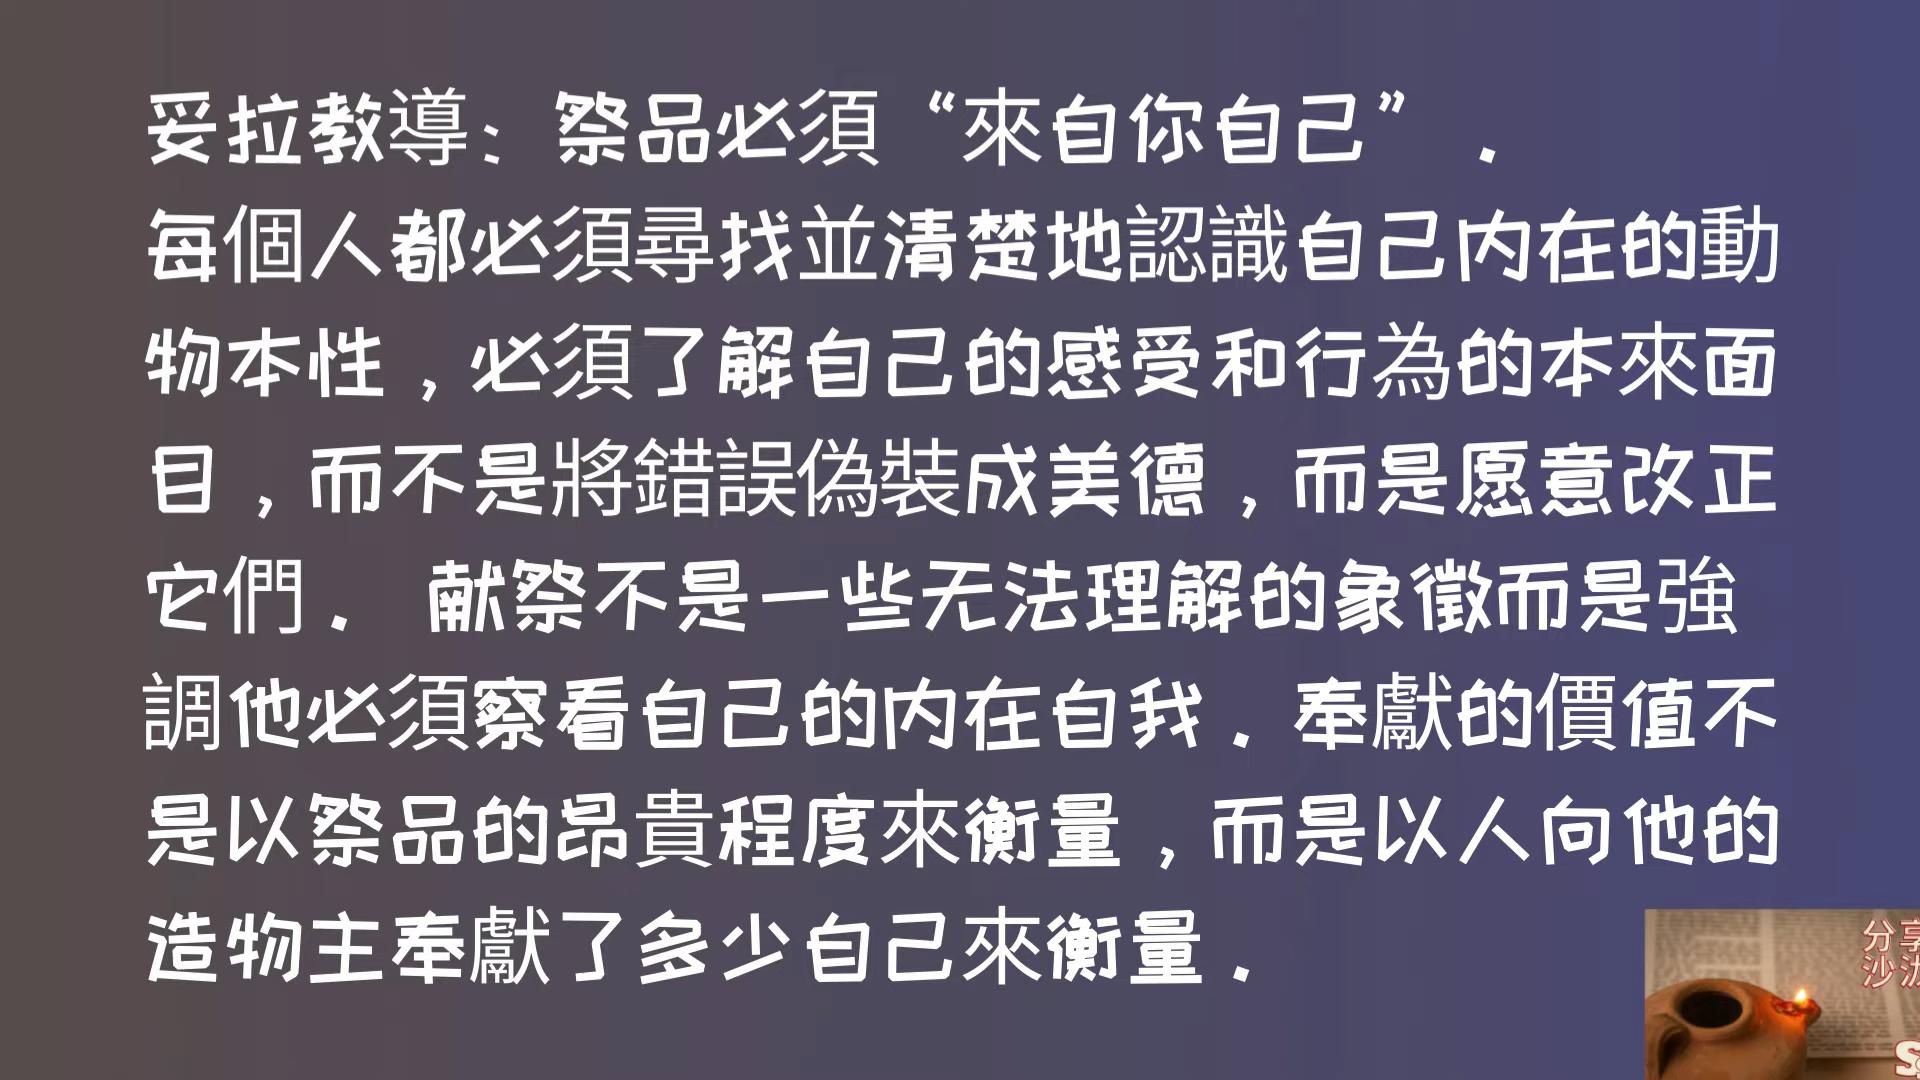 妥拉教導：祭品必須“來自你自己”．
每個人都必須尋找並清楚地認識自己内在的動
物本性，必須了解自己的感受和行為的本來面
目，而不是將錯誤偽裝成美德，而是愿意改正
它們． 献祭不是一些无法理解的象徵而是強
調他必須察看自己的内在自我．奉獻的價值不
是以祭品的昂貴程度來衡量，而是以人向他的
造物主奉獻了多少自己來衡量．
分享
沙